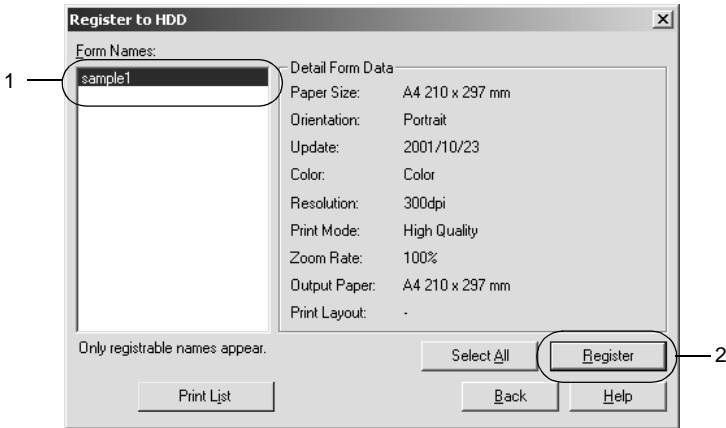 Register to HDD
Form Names:
1
sample1
Detail Form Data
Paper Size: A4 210 x 297 mm
Orientation: Portrait
Update: 2001/10/23
Color: Color
Resolution: 300dpi
Print Mode: High Quality
Zoom Rate: 100%
Output Paper: A4 210 x 297 mm
Print Layout: -
Only registrable names appear.
Select All
Register
2
Print List
Back
Help